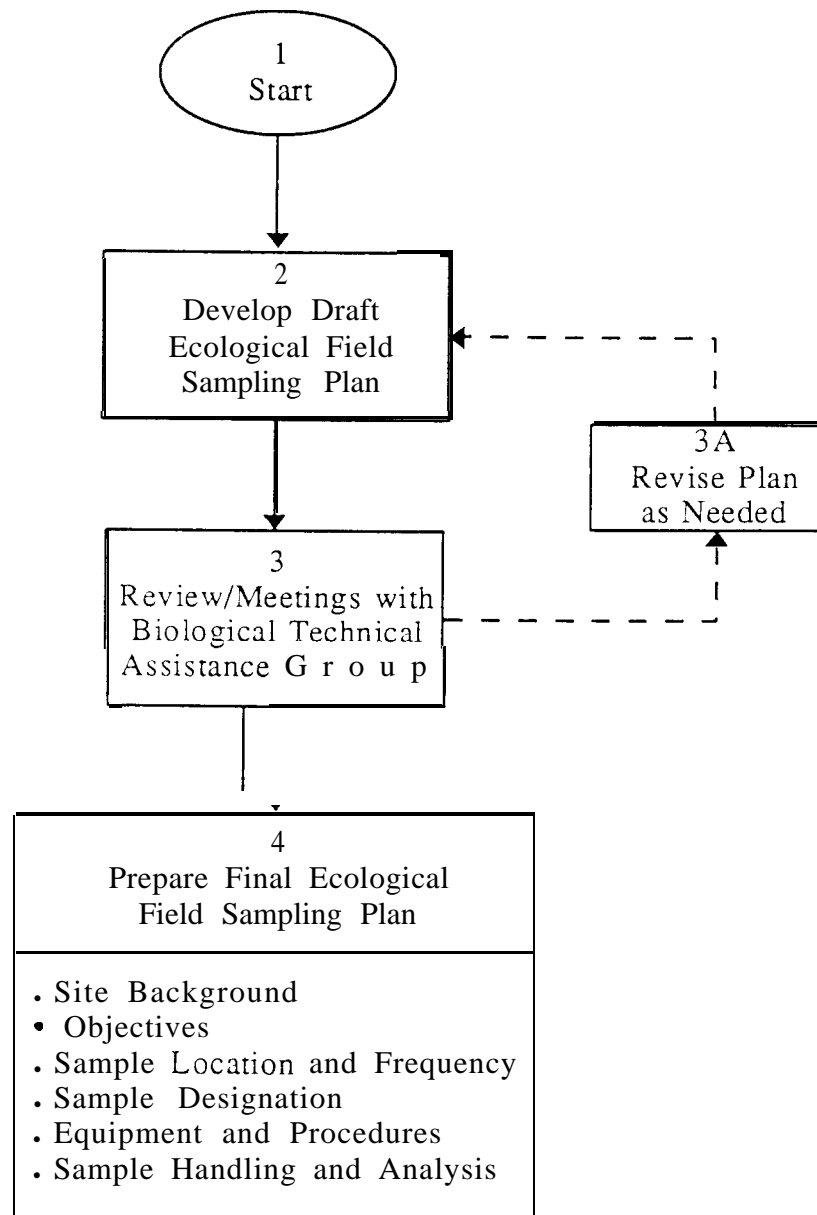 1
Start
2
Develop Draft
Ecological Field
Sampling Plan
3A
Revise Plan
as Needed
3
Review/Meetings with
Biological Technical
Assistance Group
4
Prepare Final Ecological
Field Sampling Plan
• Site Background
• Objectives
• Sample Location and Frequency
• Sample Designation
• Equipment and Procedures
• Sample Handling and Analysis